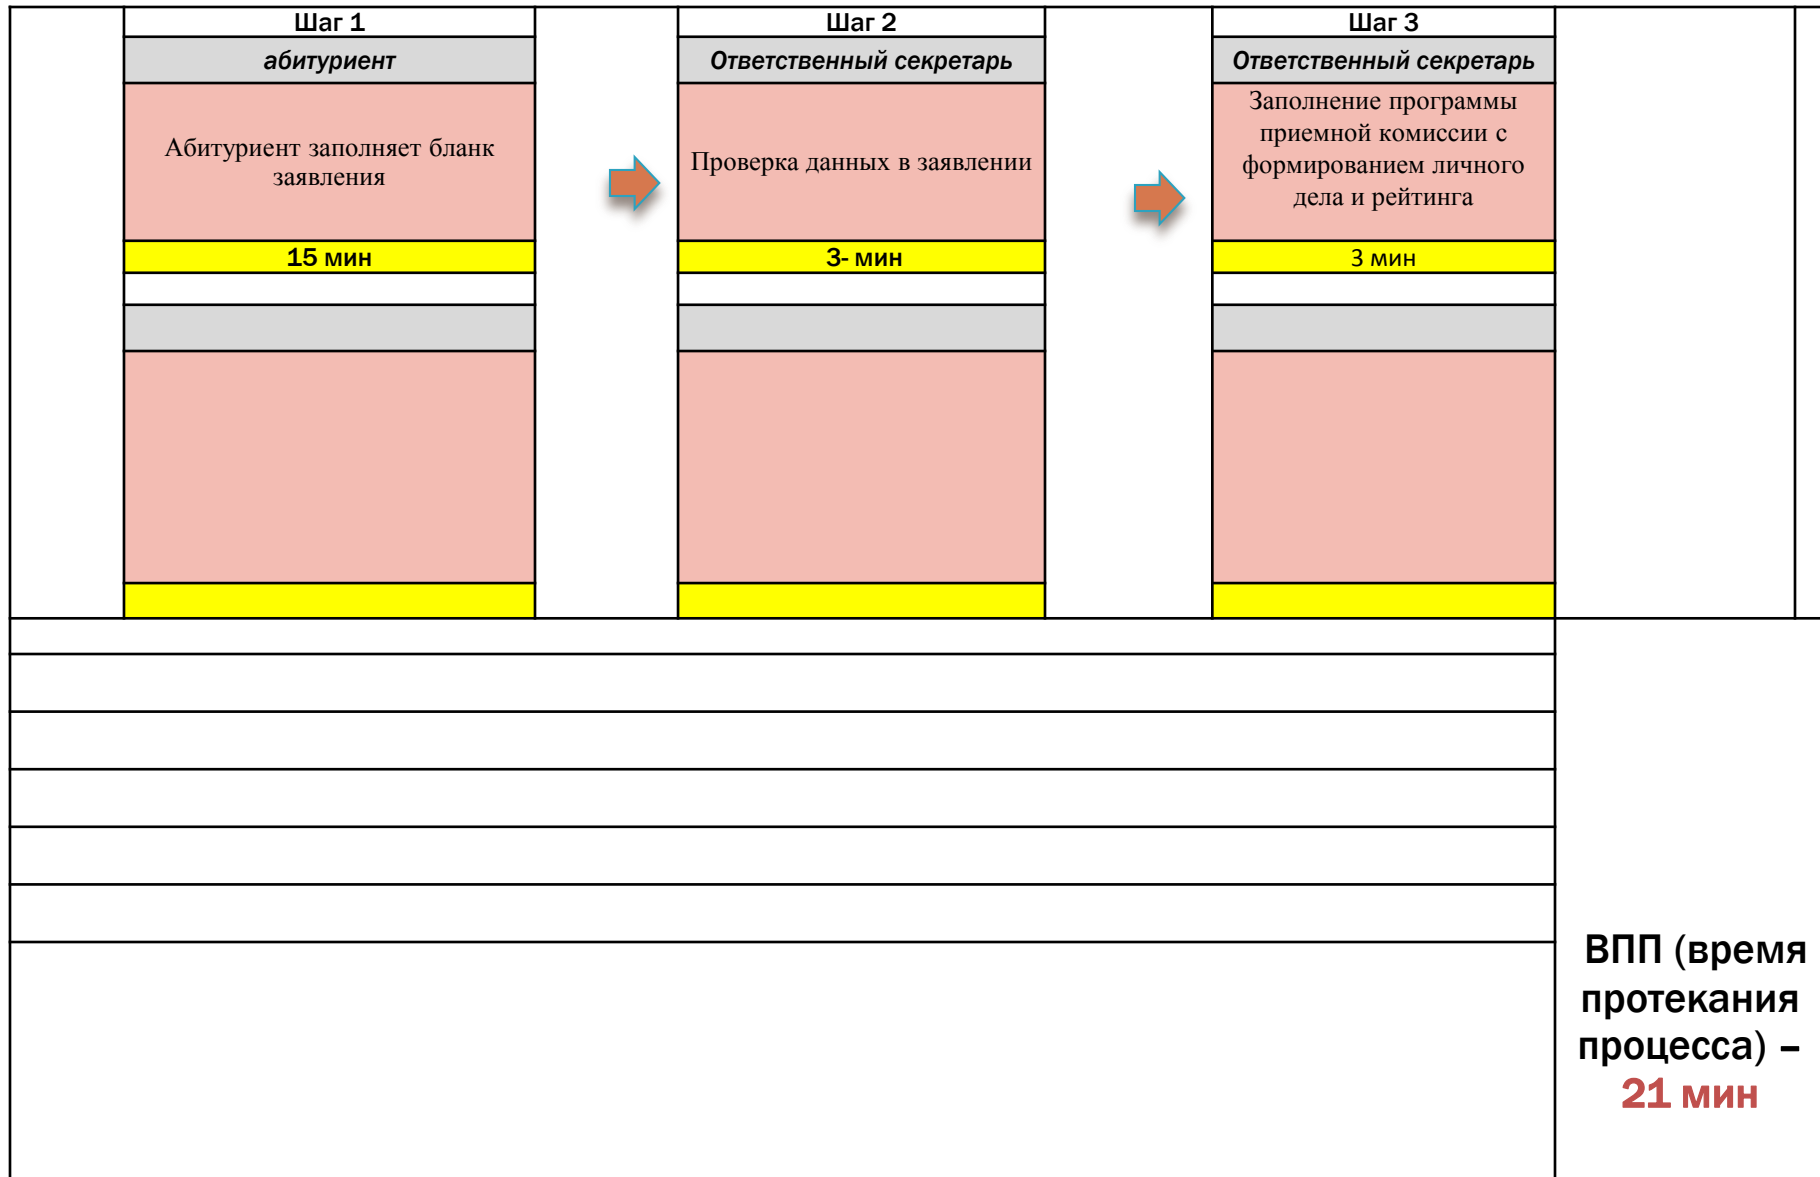 Шаг 1
Шаг 2
Шаг 3
абитуриент
Ответственный секретарь
Ответственный секретарь
Абитуриент заполняет бланк
заявления
Проверка данных в заявлении
Заполнение программы
приемной комиссии с
формированием личного
дела и рейтинга
15 мин
3- мин
3 мин
ВПП (время
протекания
процесса) –
21 мин